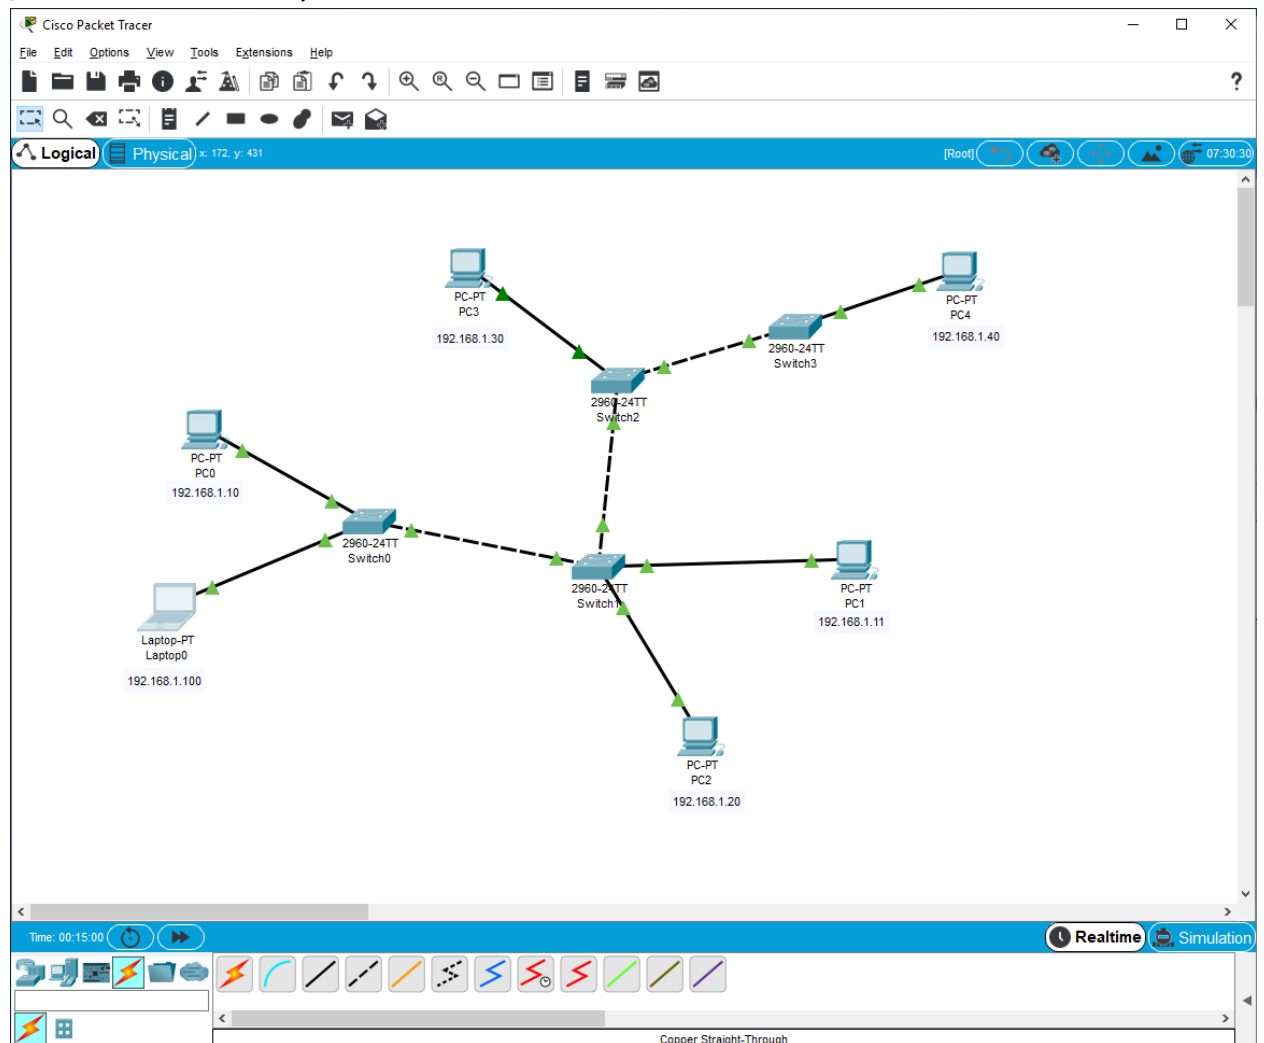 Cisco Packet Tracer
File Edit Options View Tools Extensions Help
?
Logical Physical x: 172, y: 431 [Root] 07:30:30
PC-PT
PC3
192.168.1.30
PC-PT
PC4
192.168.1.40
2960-24TT
Switch3
2960-24TT
Switch2
PC-PT
PC0
192.168.1.10
2960-24TT
Switch0
2960-24TT
Switch1
PC-PT
PC1
192.168.1.11
Laptop-PT
Laptop0
192.168.1.100
PC-PT
PC2
192.168.1.20
Time: 00:15:00 Realtime Simulation
Copper Straight-Through